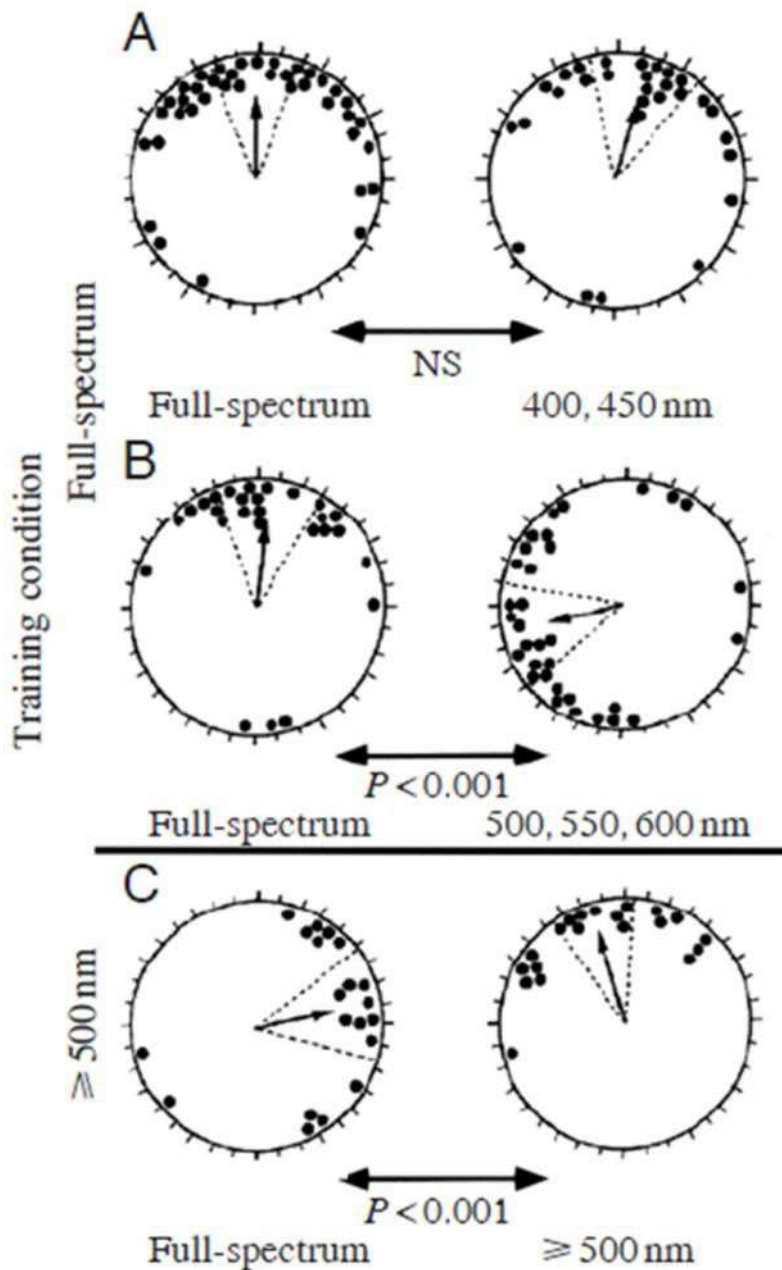 A
NS
Full-spectrum
400, 450 nm
Full-spectrum
B
P < 0.001
Full-spectrum
500, 550, 600 nm
Training condition
C
⩾ 500 nm
P < 0.001
Full-spectrum
⩾ 500 nm